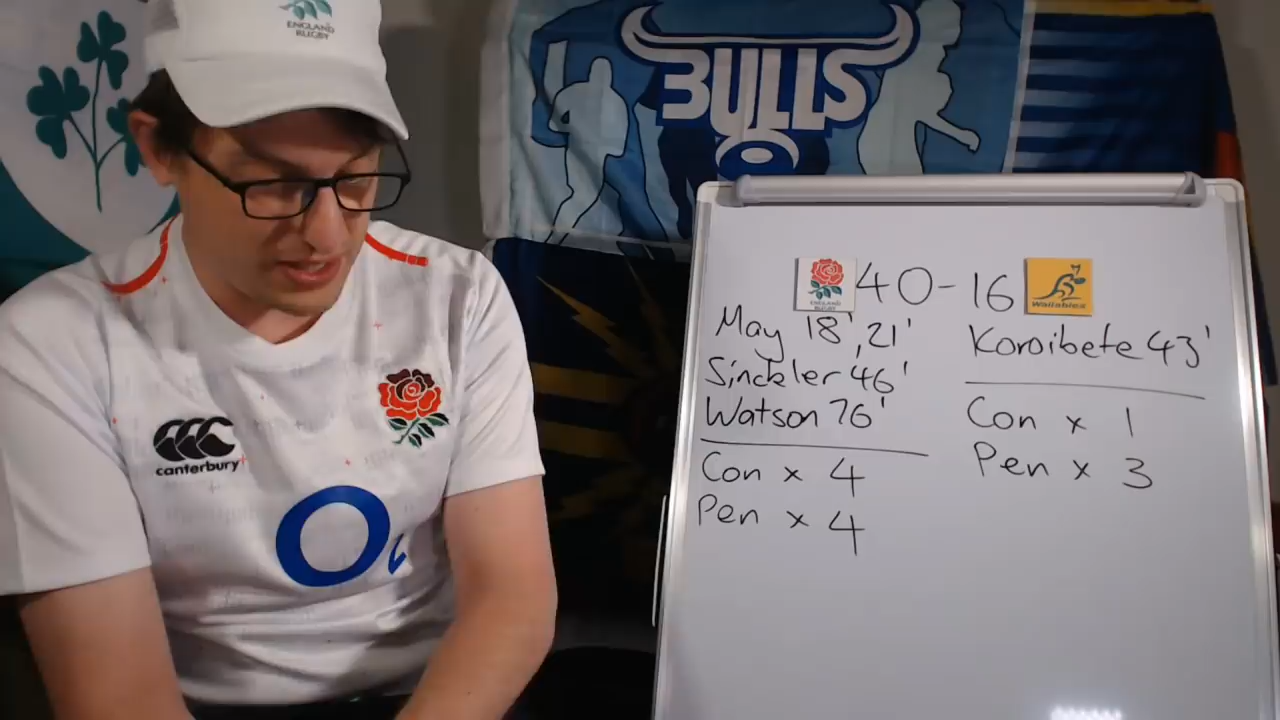 ENGLAND
RUGBY
BULLS
canterbury
O2
ENGLAND
RUGBY
40-16
Wallabies
May 18', 21'
Sinckler 46'
Watson 76'
Con x 4
Pen x 4
Koroibete 43'
Con x 1
Pen x 3